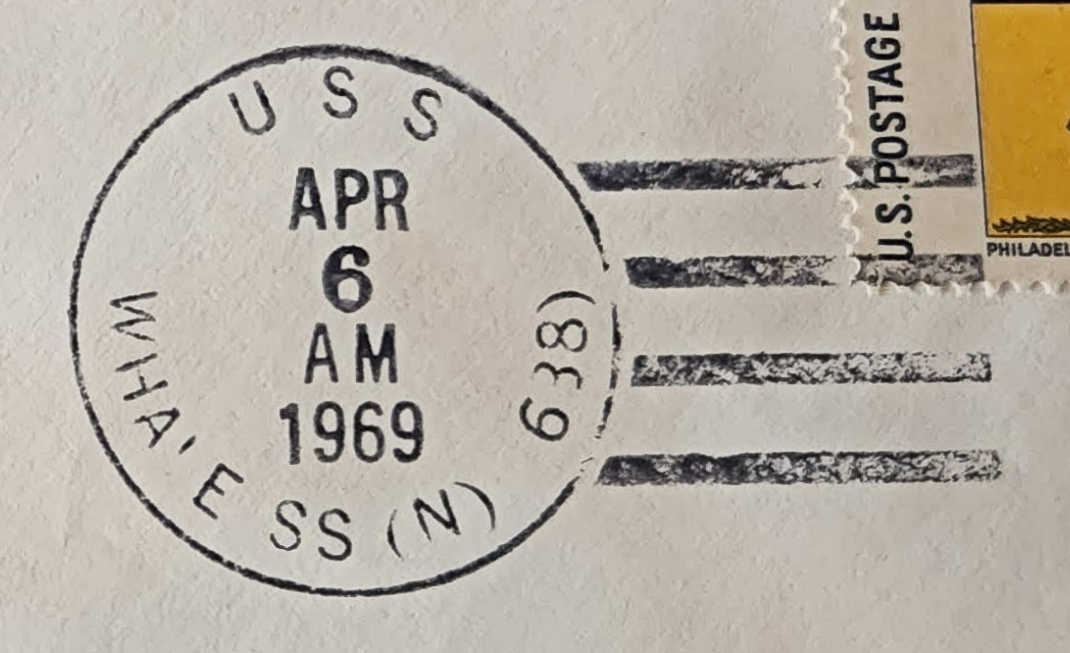 USS
APR
6
AM
1969
WHA'E SS(N) 638)
U.S. POSTAGE
PHILADEL